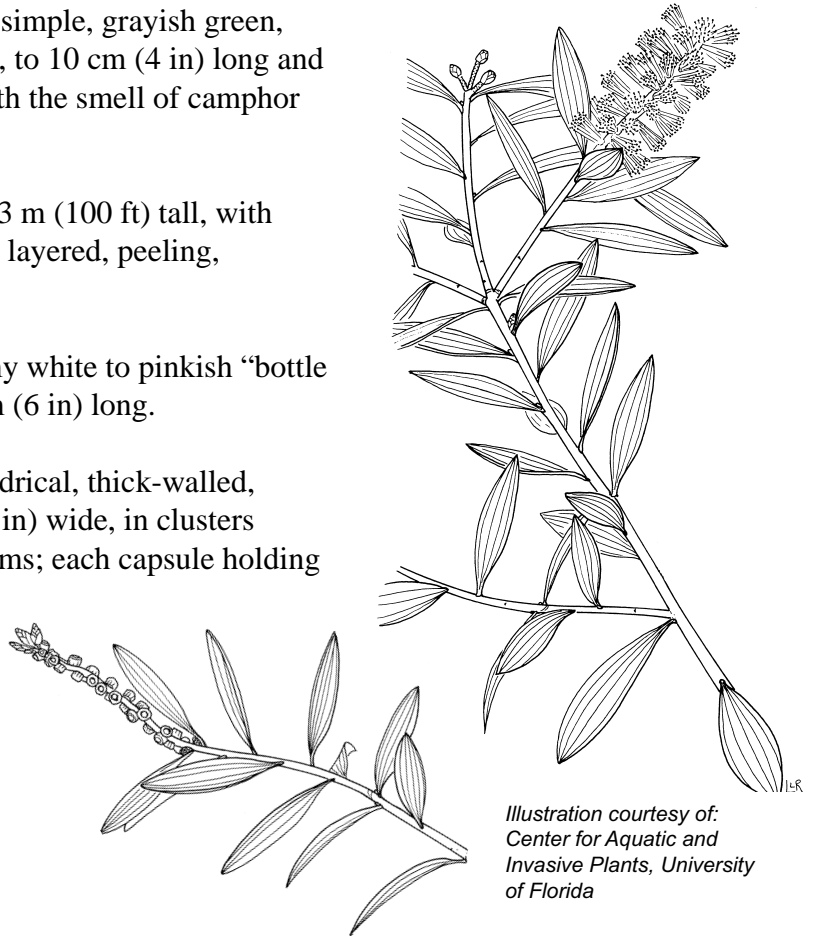 simple, grayish green,
, to 10 cm (4 in) long and
th the smell of camphor
3 m (100 ft) tall, with
layered, peeling,
y white to pinkish “bottle
(6 in) long.
drical, thick-walled,
in) wide, in clusters
ms; each capsule holding
LR
Illustration courtesy of:
Center for Aquatic and
Invasive Plants, University
of Florida